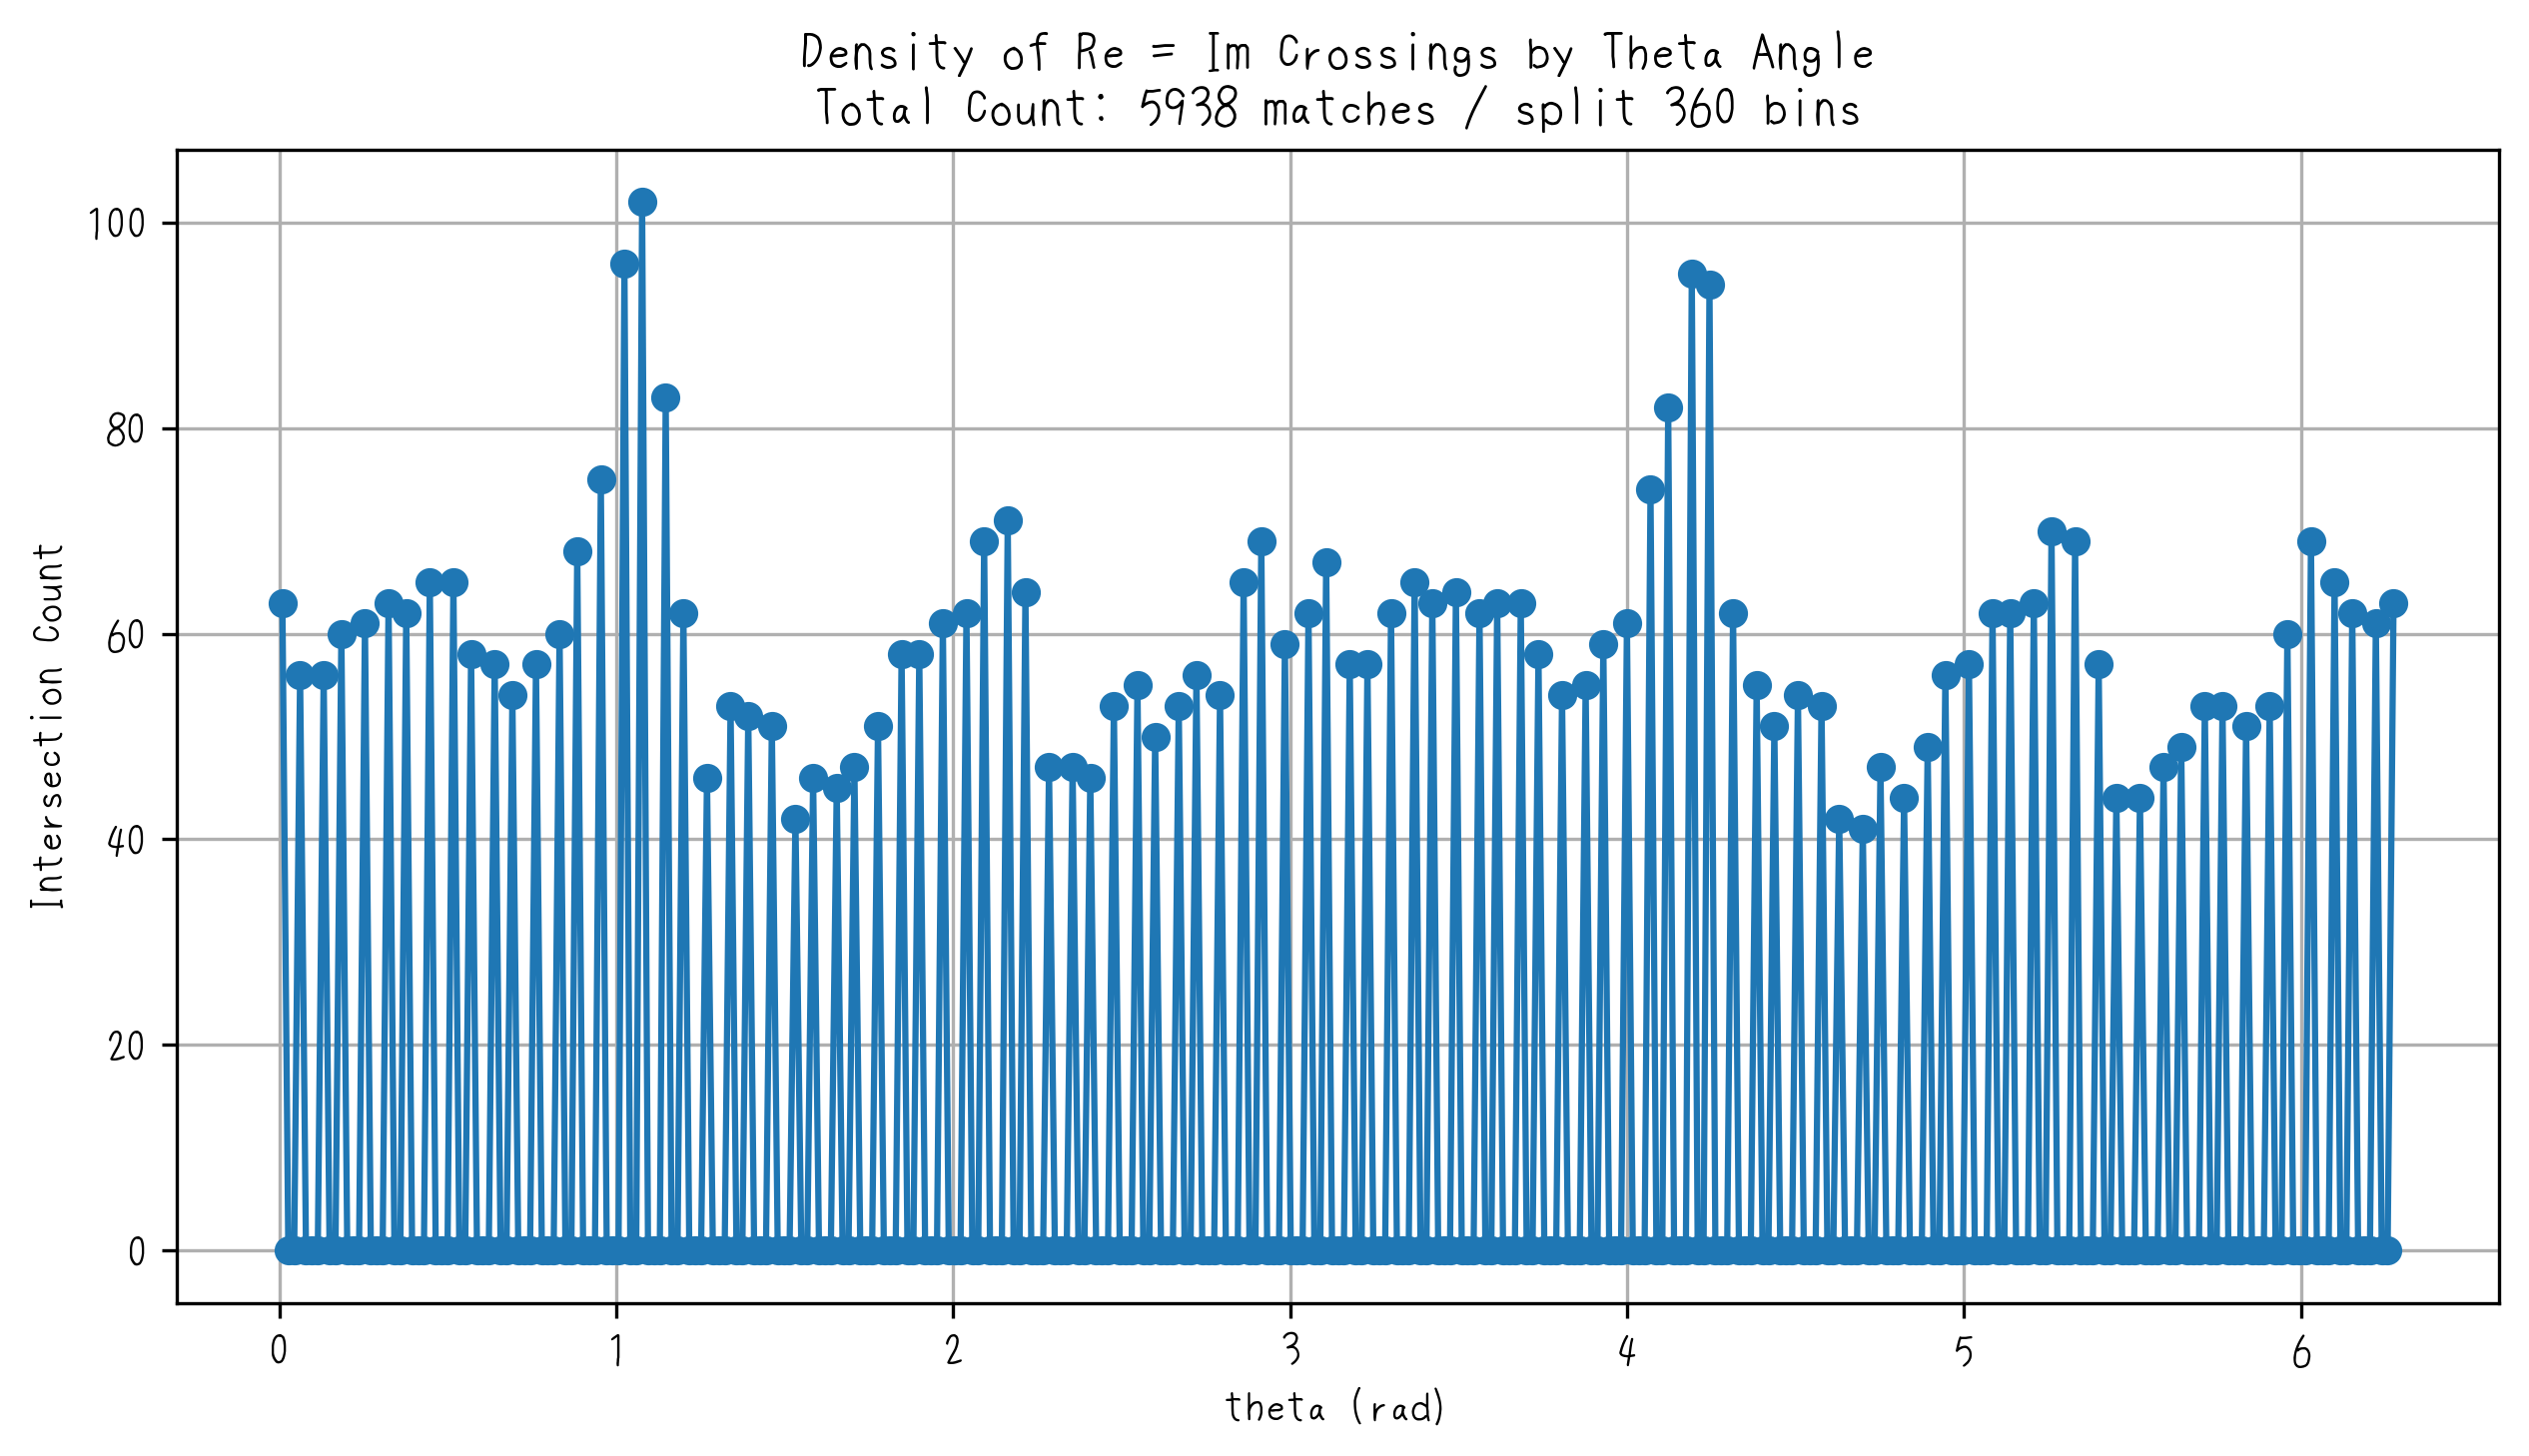 Density of Re = Im Crossings by Theta Angle
Total Count: 5938 matches / split 360 bins
Intersection Count
100
80
60
40
20
0
0 1 2 3 4 5 6
theta (rad)